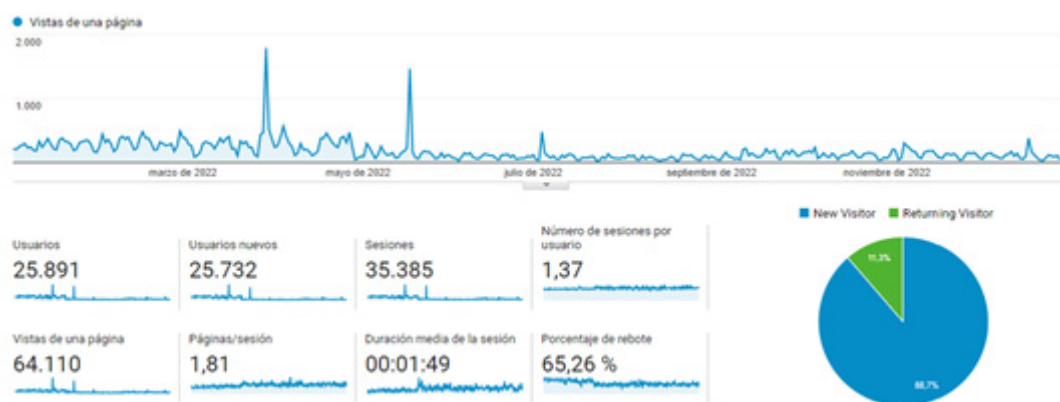 Vistas de una página
2.000
1.000
marzo de 2022 mayo de 2022 julio de 2022 septiembre de 2022 noviembre de 2022
New Visitor Returning Visitor
Usuarios
25.891
Usuarios nuevos
25.732
Sesiones
35.385
Número de sesiones por
usuario
1,37
Vistas de una página
64.110
Páginas/sesión
1,81
Duración media de la sesión
00:01:49
Porcentaje de rebote
65,26 %
11,3%
88,7%